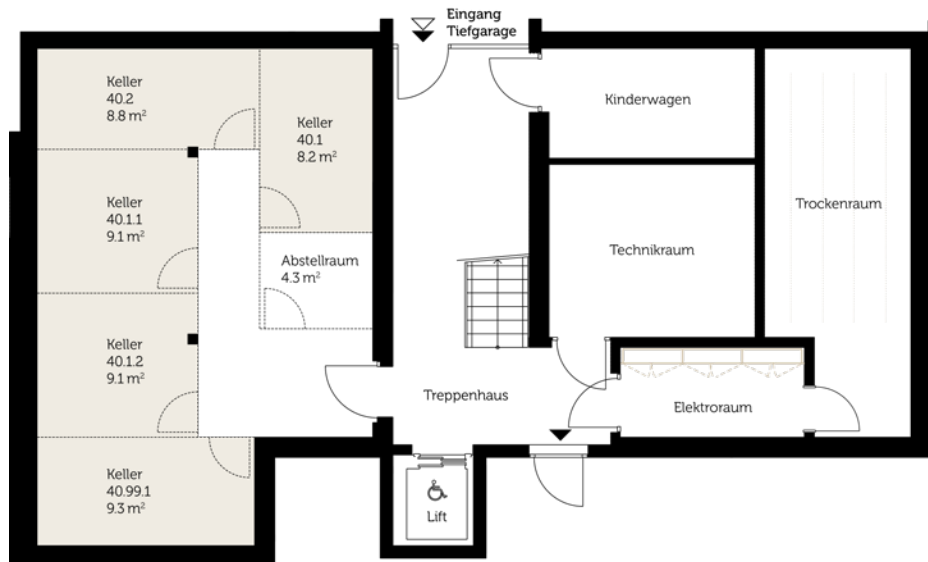 Eingang
Tiefgarage
Keller
40.2
8.8 m²
Keller
40.1
8.2 m²
Kinderwagen
Keller
40.1.1
9.1 m²
Trockenraum
Technikraum
Abstellraum
4.3 m²
Keller
40.1.2
9.1 m²
Treppenhaus
Elektroraum
Keller
40.99.1
9.3 m²
Lift